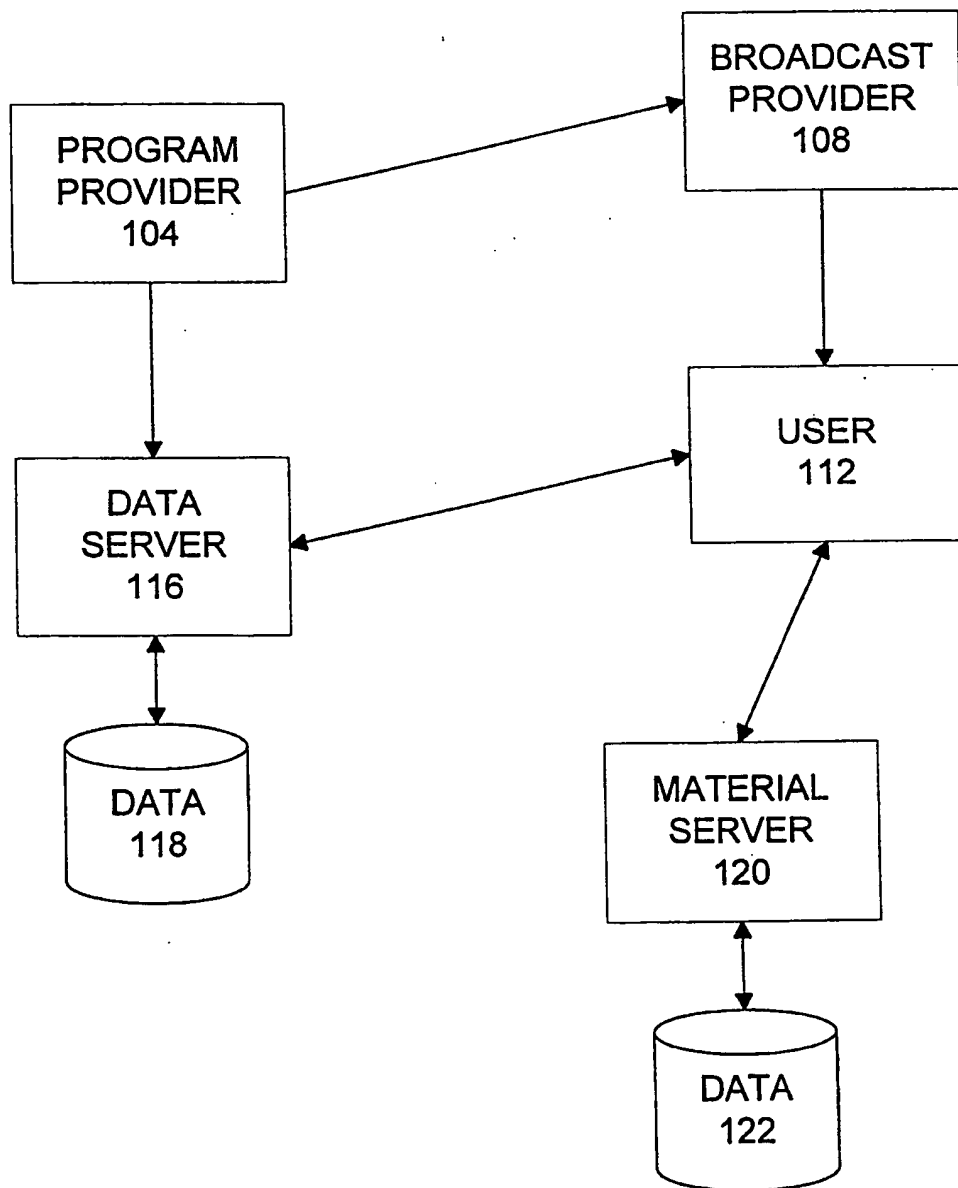 BROADCAST
PROVIDER
108
PROGRAM
PROVIDER
104
USER
112
DATA
SERVER
116
DATA
118
MATERIAL
SERVER
120
DATA
122